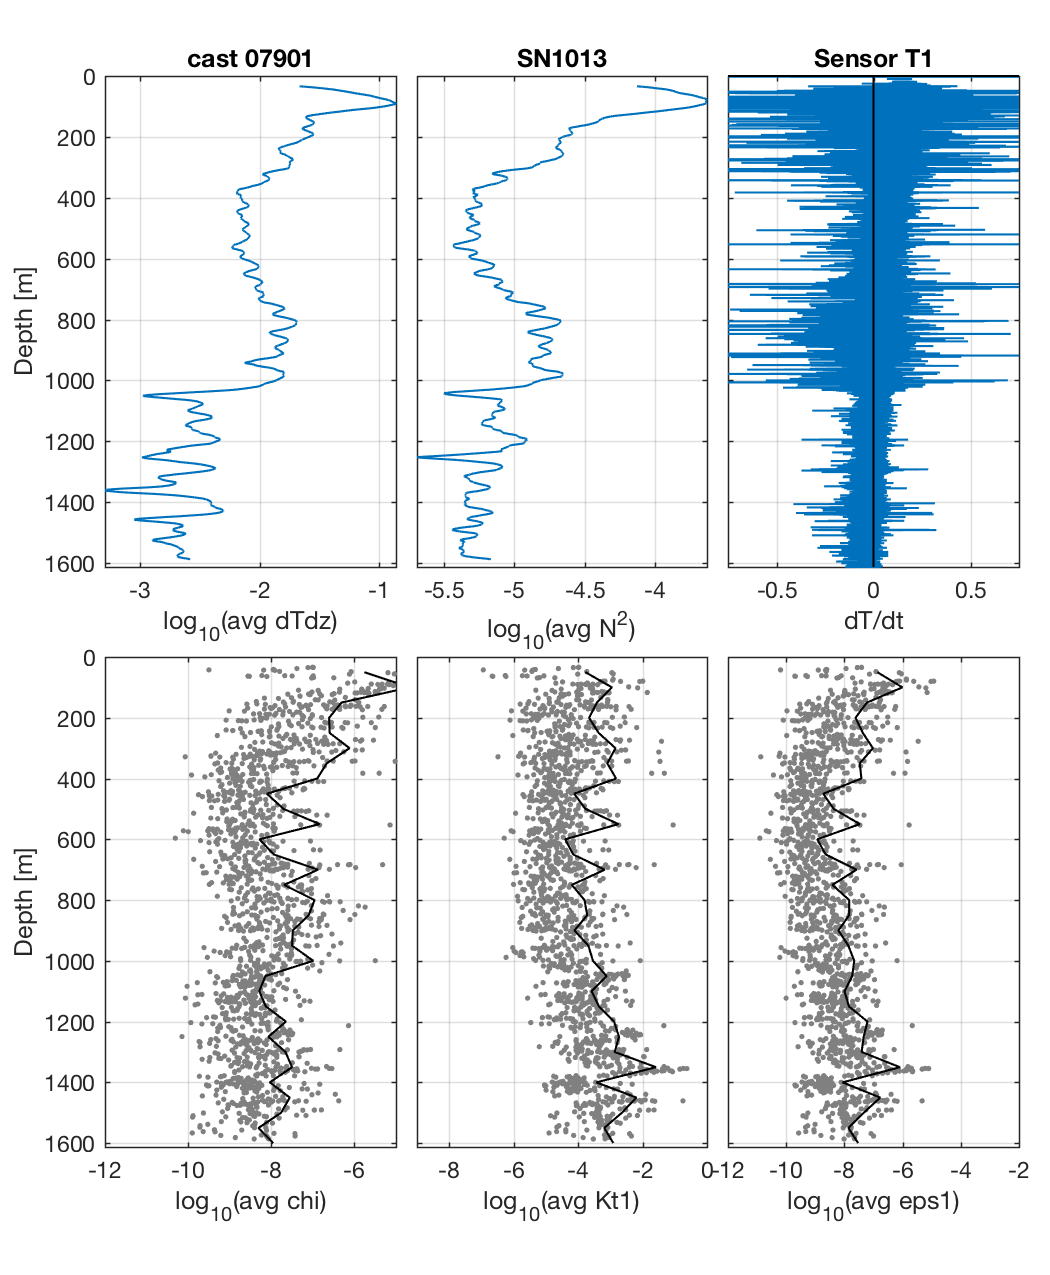 cast 07901
SN1013
Sensor T1
0
200
400
600
800
1000
1200
1400
1600
Depth [m]
-3 -2 -1
log10(avg dTdz)
-5.5 -5 -4.5 -4
log10(avg N2)
-0.5 0 0.5
dT/dt
0
200
400
600
800
1000
1200
1400
1600
Depth [m]
-12 -10 -8 -6
log10(avg chi)
-8 -6 -4 -2 0
log10(avg Kt1)
-12 -10 -8 -6 -4 -2
log10(avg eps1)